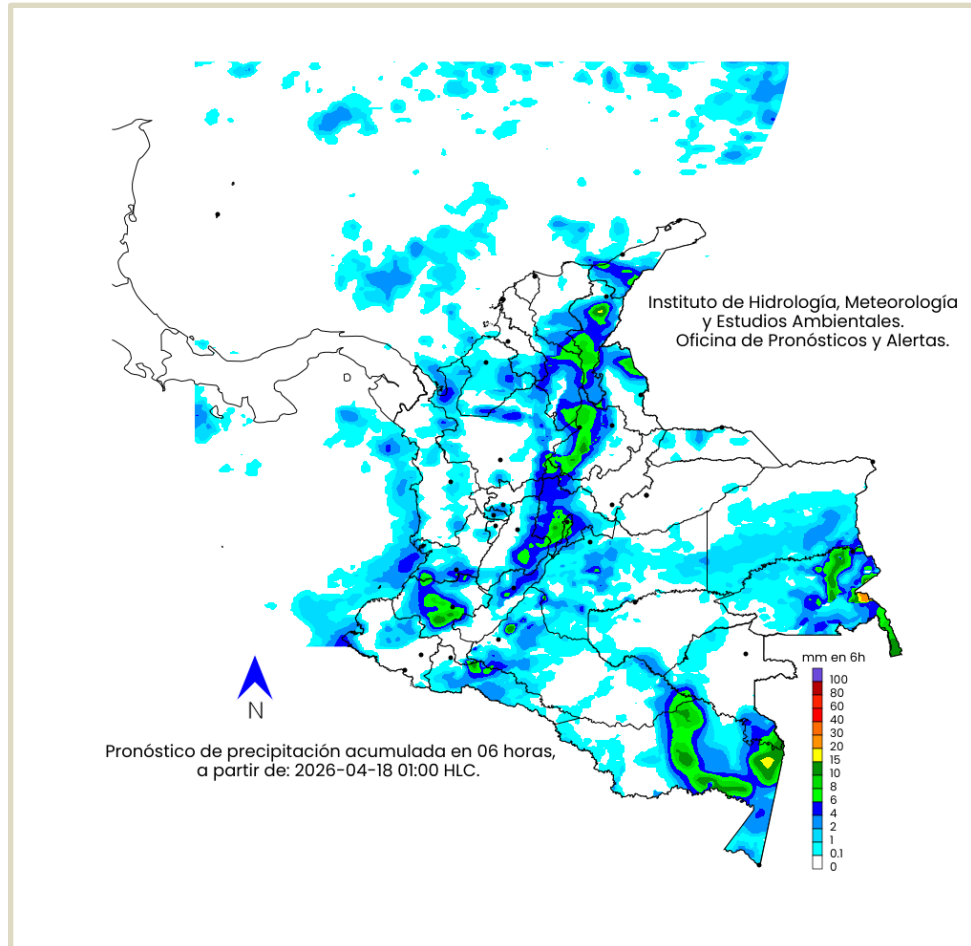 Instituto de Hidrología, Meteorología
y Estudios Ambientales.
Oficina de Pronósticos y Alertas.
mm en 6h
100
80
60
40
30
20
15
10
8
6
4
2
1
0.1
0
N
Pronóstico de precipitación acumulada en 06 horas,
a partir de: 2026-04-18 01:00 HLC.